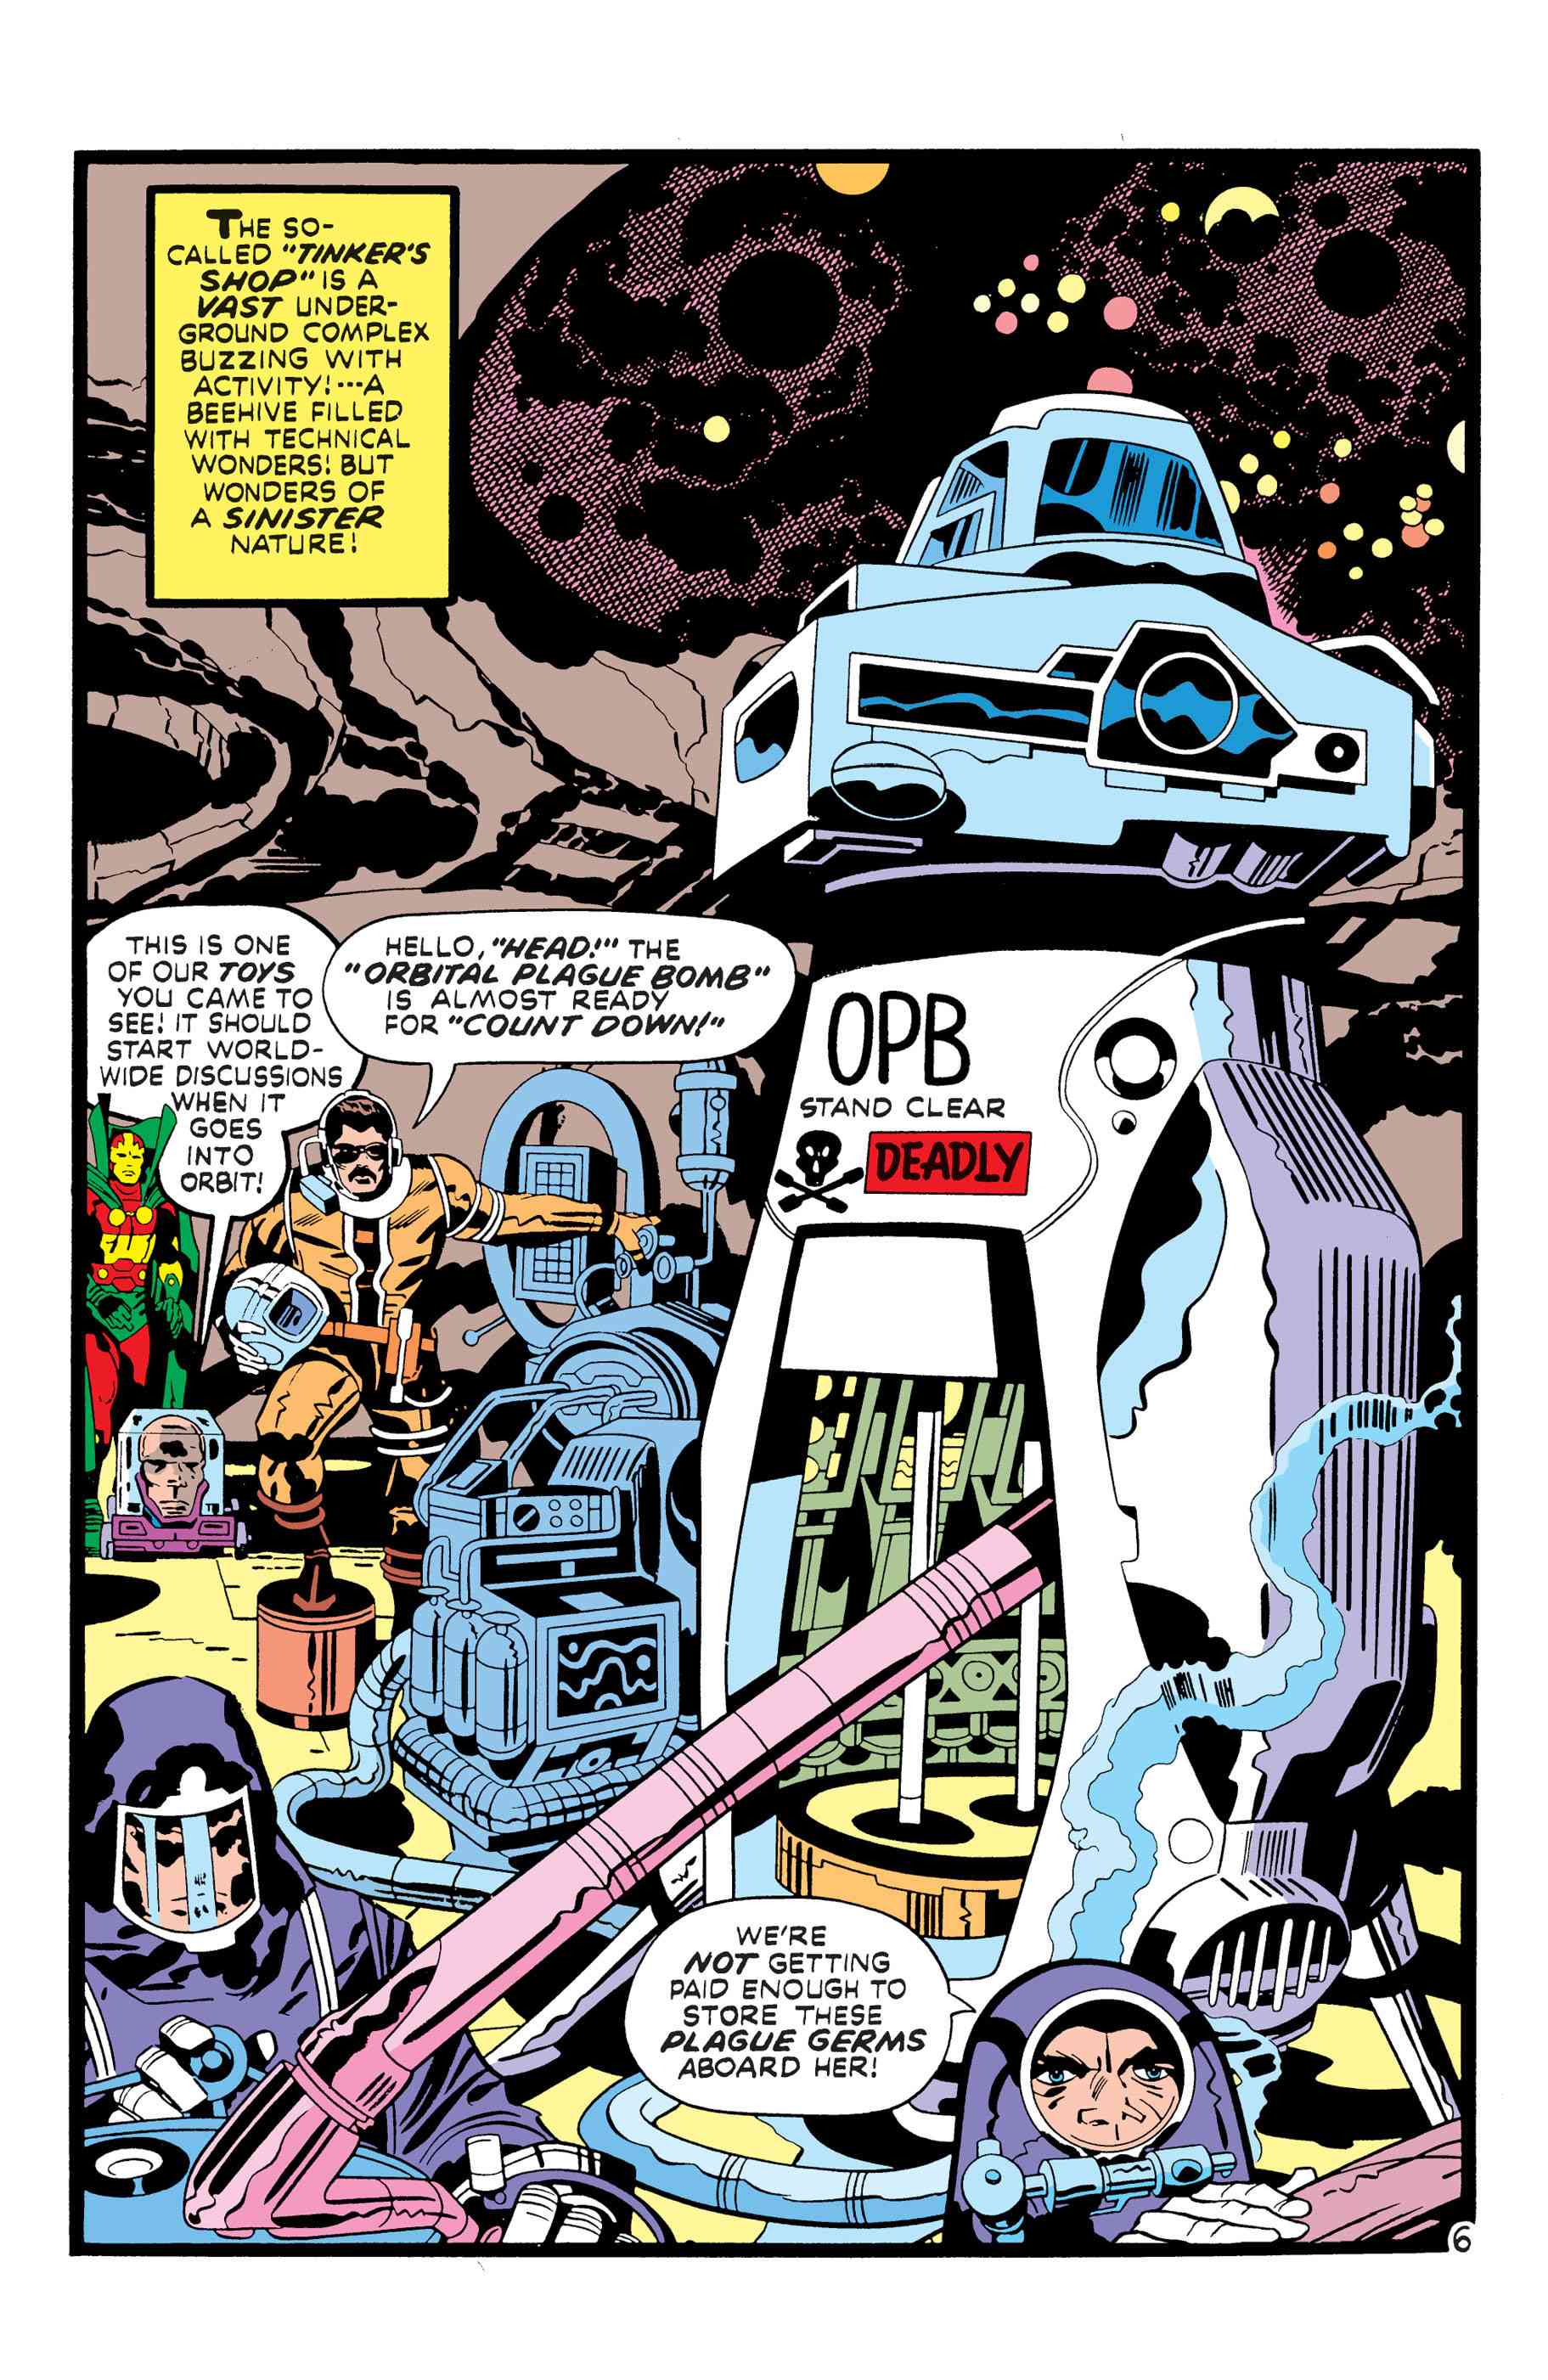 THE SO-
CALLED "TINKER'S
SHOP" IS A
VAST UNDER-
GROUND COMPLEX
BUZZING WITH
ACTIVITY!...A
BEEHIVE FILLED
WITH TECHNICAL
WONDERS! BUT
WONDERS OF
A SINISTER
NATURE!
THIS IS ONE
OF OUR TOYS
YOU CAME TO
SEE! IT SHOULD
START WORLD-
WIDE DISCUSSIONS
WHEN IT
GOES
INTO
ORBIT!
HELLO, "HEAD!" THE
"ORBITAL PLAGUE BOMB"
IS ALMOST READY
FOR "COUNT DOWN!"
OPB
STAND CLEAR
DEADLY
WE'RE
NOT GETTING
PAID ENOUGH TO
STORE THESE
PLAGUE GERMS
ABOARD HER!
6